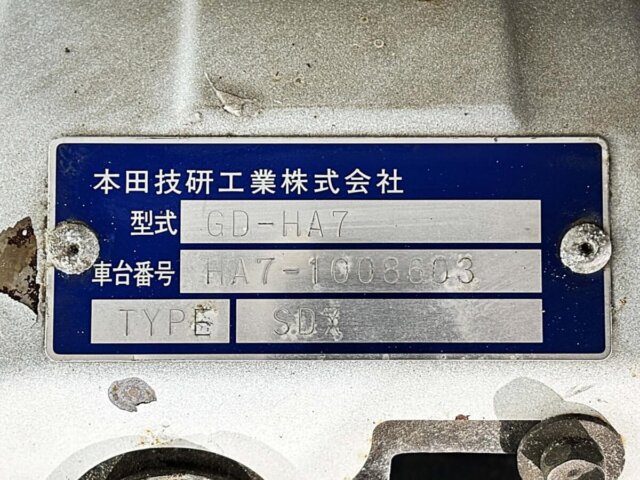 本田技研工業株式会社
型式 GD-HA7
車台番号 HA7-1008603
TYPE SDX